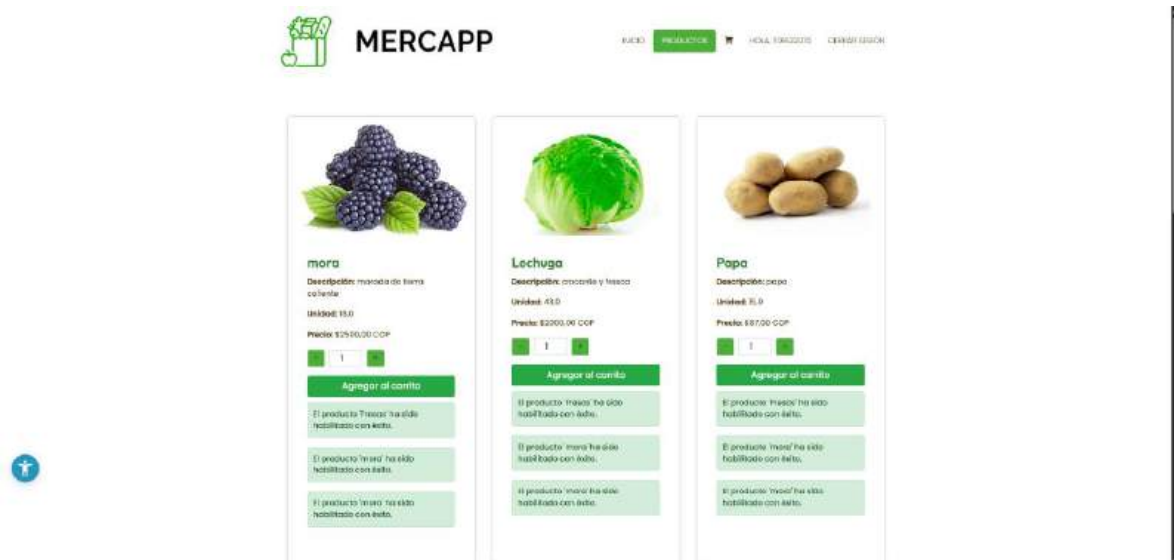 MERCAPP
INICIO
PRODUCTOS
HOLA,
CERRAR SESIÓN
mora
Descripción: morada de tierra
caliente
Unidad:
Precio: $2500,00 COP
- 1 +
Agregar al carrito
El producto 'Fresas' ha sido
habilitado con éxito.
El producto 'mora' ha sido
habilitado con éxito.
El producto 'mora' ha sido
habilitado con éxito.
Lechuga
Descripción: crocante y fresca
Unidad: 43.0
Precio: $2000,00 COP
- 1 +
Agregar al carrito
El producto 'Fresas' ha sido
habilitado con éxito.
El producto 'mora' ha sido
habilitado con éxito.
El producto 'mora' ha sido
habilitado con éxito.
Papa
Descripción: papa
Unidad:
Precio: $87,00 COP
- 1 +
Agregar al carrito
El producto 'Fresas' ha sido
habilitado con éxito.
El producto 'mora' ha sido
habilitado con éxito.
El producto 'mora' ha sido
habilitado con éxito.